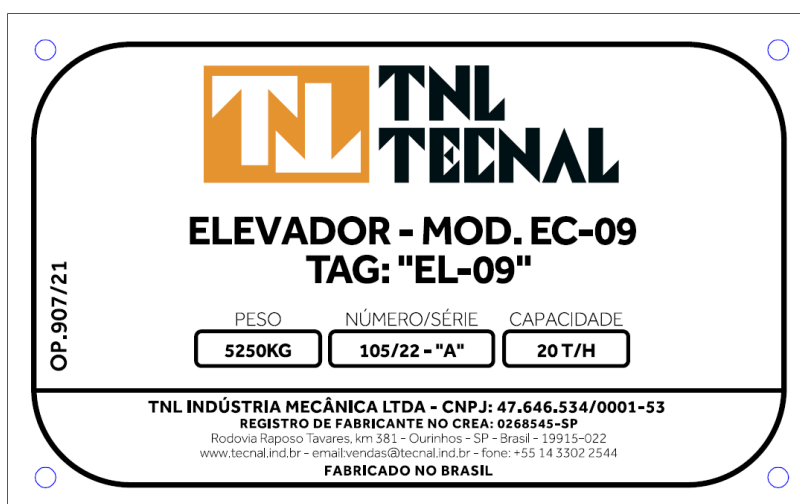 TNL
TECNAL
ELEVADOR - MOD. EC-09
TAG: "EL-09"
OP.907/21
PESO NÚMERO/SÉRIE CAPACIDADE
5250KG 105/22 - "A" 20 T/H
TNL INDÚSTRIA MECÂNICA LTDA - CNPJ: 47.646.534/0001-53
REGISTRO DE FABRICANTE NO CREA: 0268545-SP
Rodovia Raposo Tavares, km 381 - Ourinhos - SP - Brasil - 19915-022
www.tecnal.ind.br - email:vendas@tecnal.ind.br - fone: +55 14 3302 2544
FABRICADO NO BRASIL